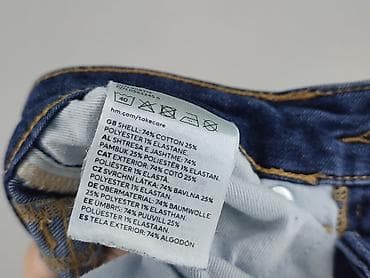 40
hm.com/takecare
GB SHELL: 74% COTTON 25%
POLYESTER 1% ELASTANE.
AL SHTRESA E JASHTME: 74%
PAMBUK 25% POLIESTER 1% ELASTAN.
CAT EXTERIOR: 74% COTÓ 25%
POLIÈSTER 1% ELASTÀ
CZ SVRCHNÍ LÁTKA: 74% BAVLNA 25%
POLYESTER 1% ELASTAN.
DE OBERMATERIAL: 74% BAUMWOLLE
25% POLYESTER 1% ELASTHAN.
EE ÜMBRIS: 74% PUUVILL 25%
POLÜESTER 1% ELASTAAN.
ES TELA EXTERIOR: 74% ALGODÓN